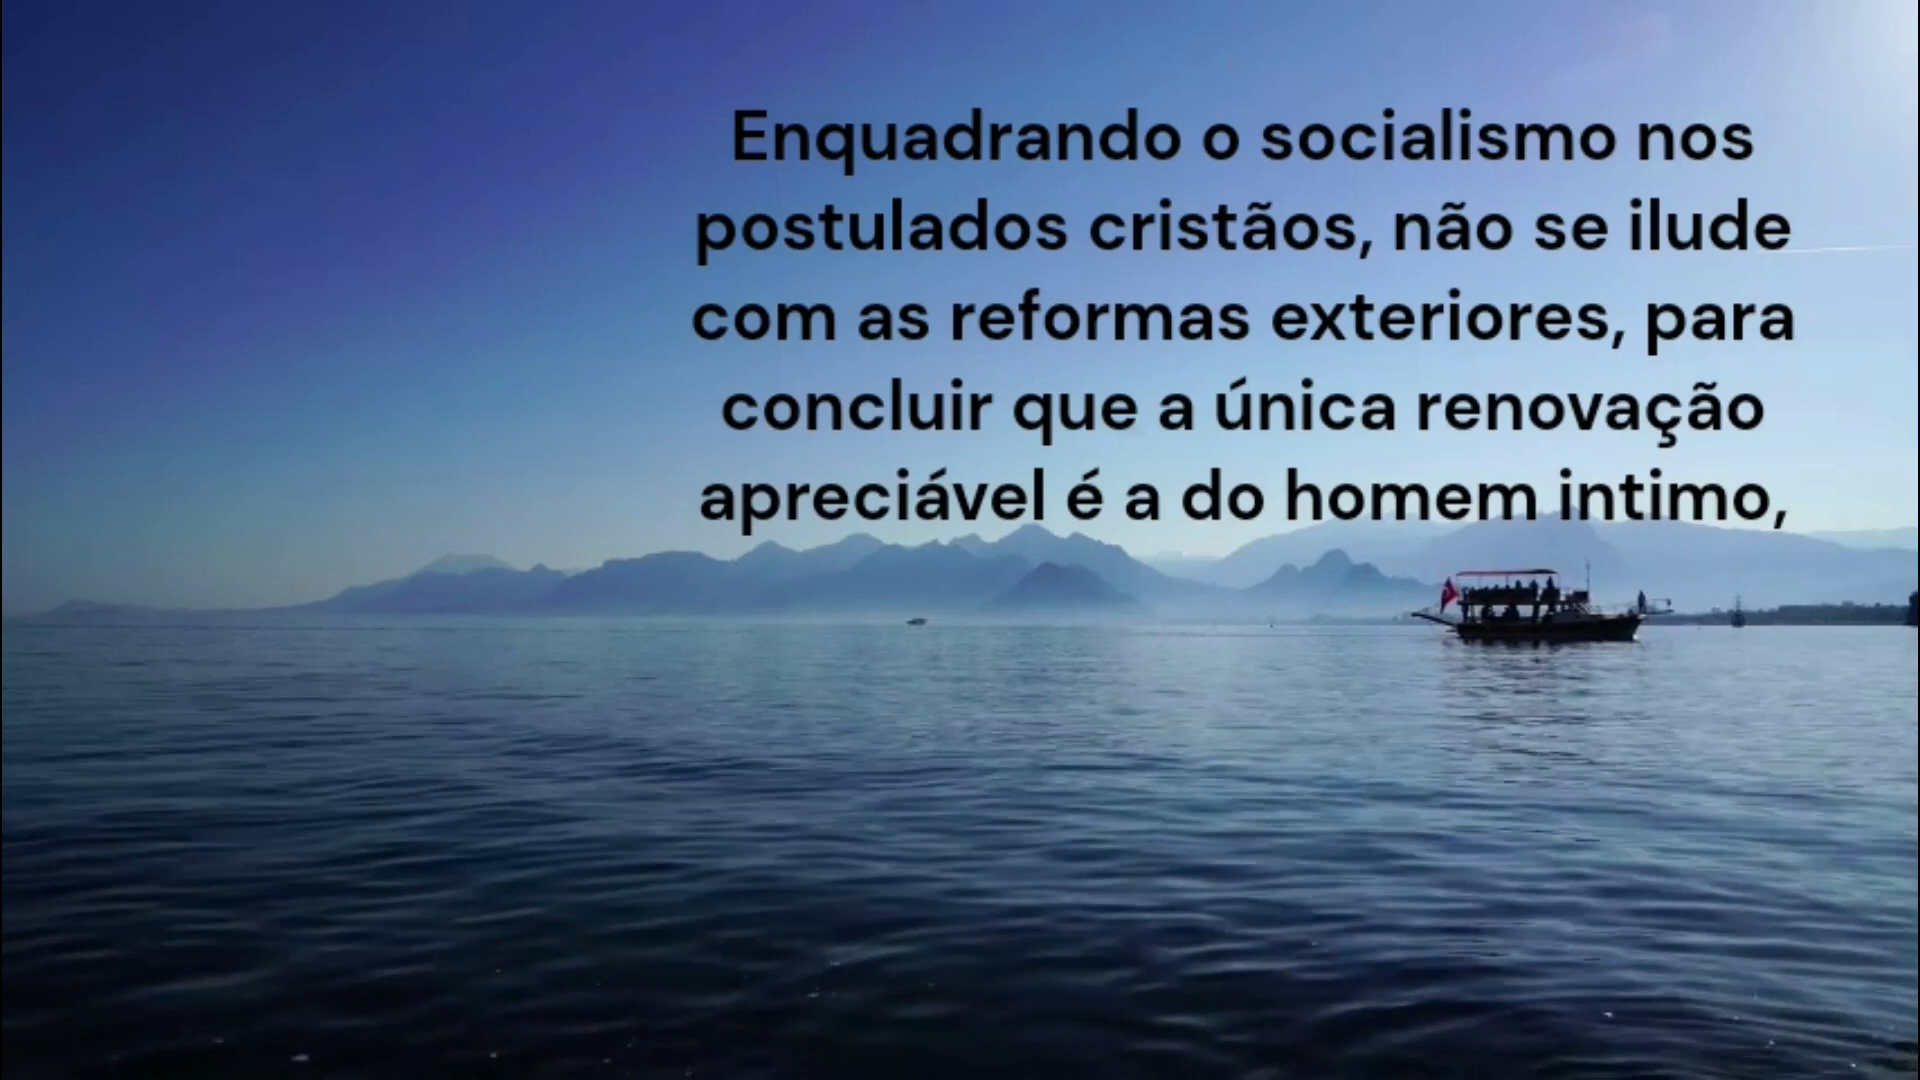 Enquadrando o socialismo nos
postulados cristãos, não se ilude
com as reformas exteriores, para
concluir que a única renovação
apreciável é a do homem intimo,